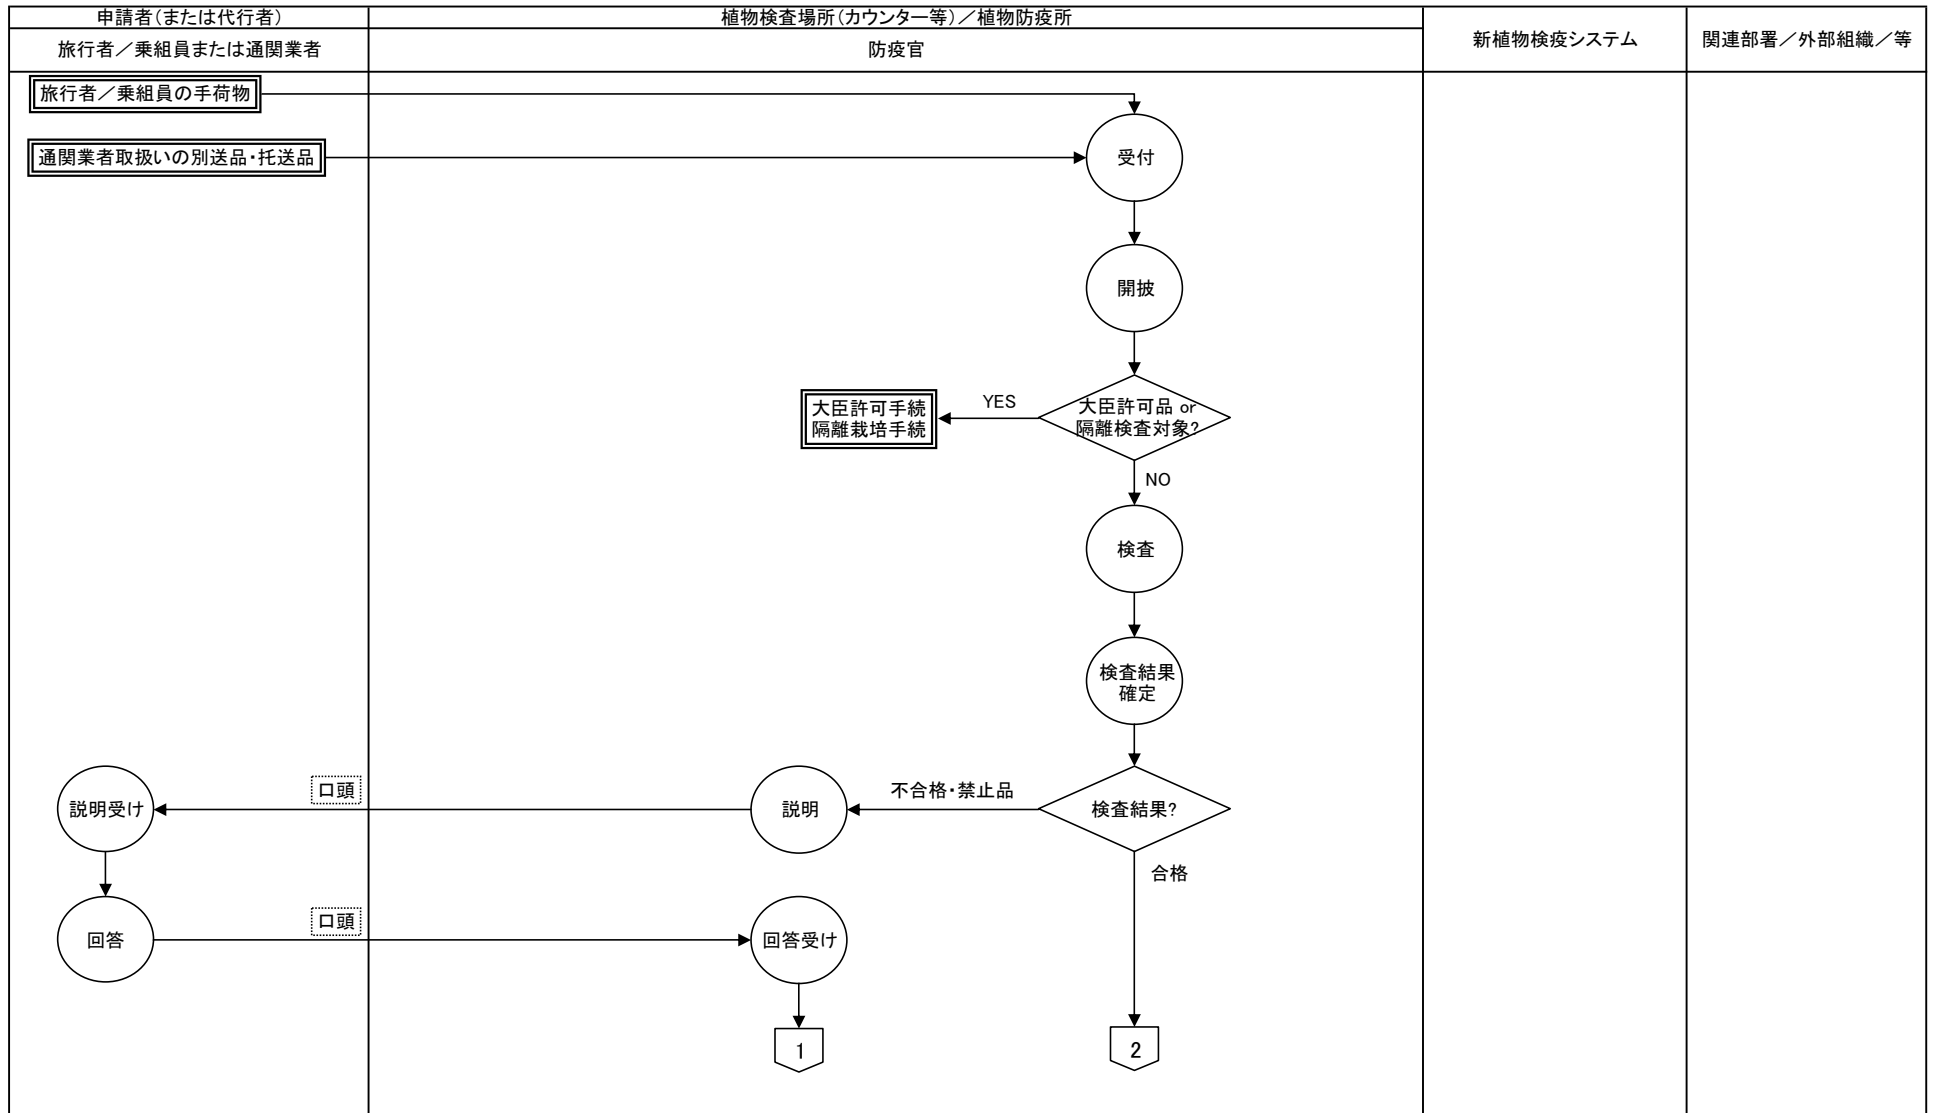 申請者(または代行者)
植物検査場所(カウンター等)/植物防疫所
旅行者/乗組員または通関業者
防疫官
新植物検疫システム
関連部署/外部組織/等
旅行者/乗組員の手荷物
通関業者取扱いの別送品・托送品
受付
開披
大臣許可手続
隔離栽培手続
YES
大臣許可品 or
隔離検査対象?
NO
検査
検査結果
確定
説明受け
口頭
説明
不合格・禁止品
検査結果?
合格
回答
口頭
回答受け
1
2